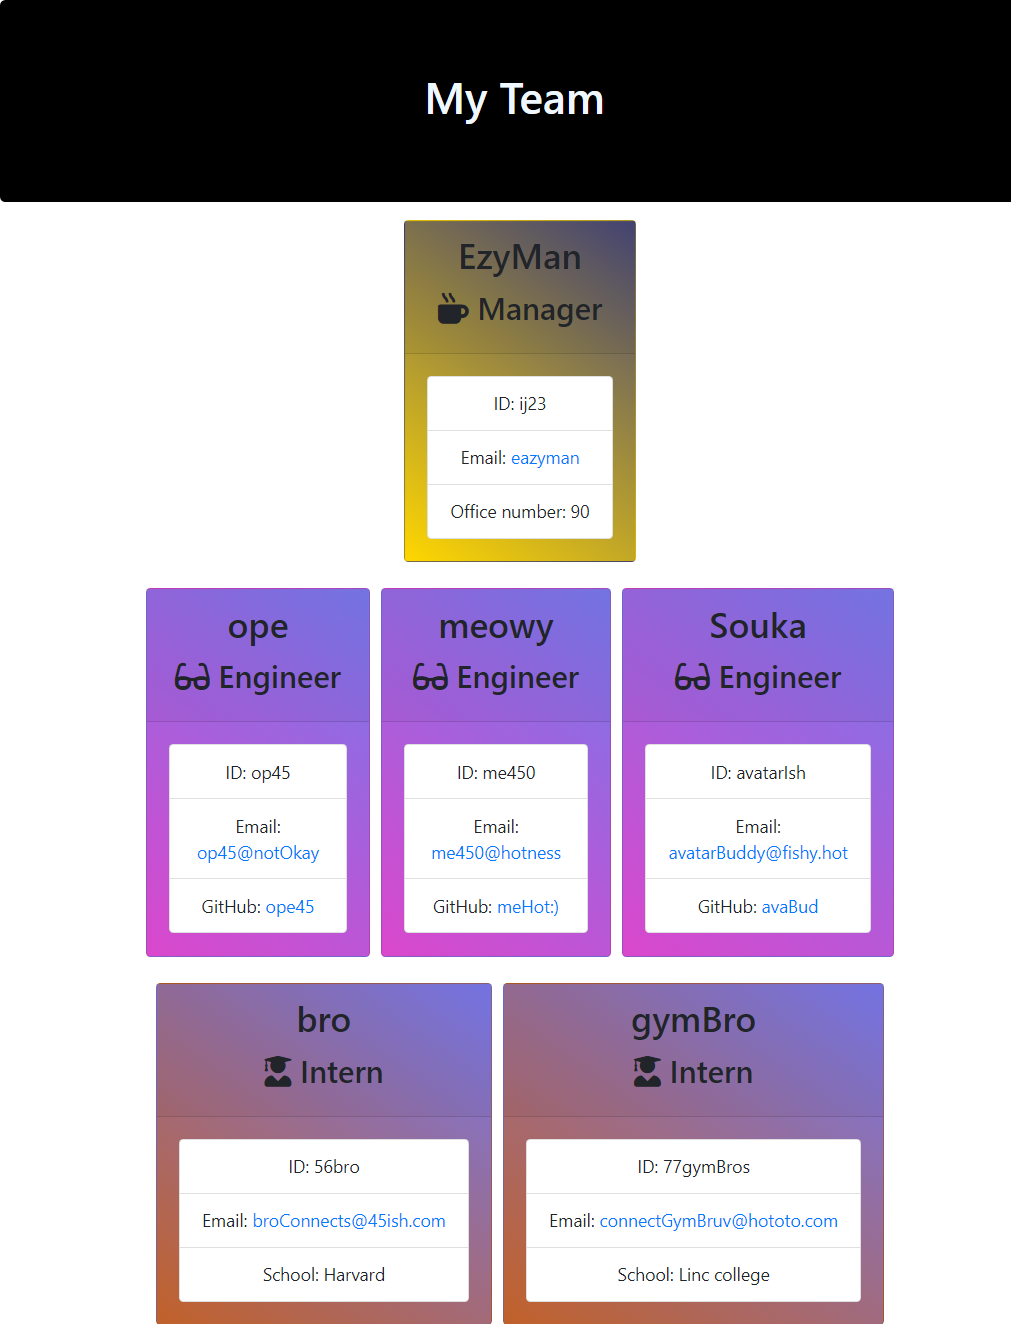 My Team
EzyMan
Manager
ID: ij23
Email: eazyman
Office number: 90
ope
Engineer
ID: op45
Email:
op45@notOkay
GitHub: ope45
meowy
Engineer
ID: me450
Email:
me450@hotness
GitHub: meHot:)
Souka
Engineer
ID: avatarIsh
Email:
avatarBuddy@fishy.hot
GitHub: avaBud
bro
Intern
ID: 56bro
Email: broConnects@45ish.com
School: Harvard
gymBro
Intern
ID: 77gymBros
Email: connectGymBruv@hototo.com
School: Linc college